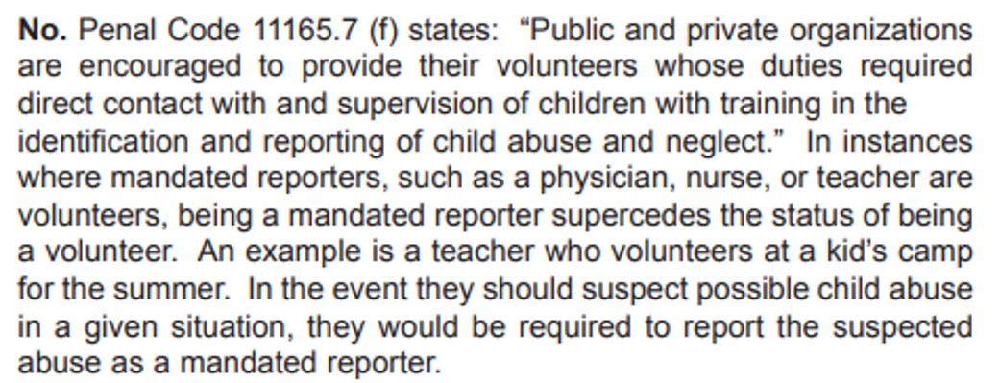 No. Penal Code 11165.7 (f) states:  “Public and private organizations
are encouraged to provide their volunteers whose duties required
direct contact with and supervision of children with training in the
identification and reporting of child abuse and neglect.”  In instances
where mandated reporters, such as a physician, nurse, or teacher are
volunteers, being a mandated reporter supercedes the status of being
a volunteer.  An example is a teacher who volunteers at a kid’s camp
for the summer.  In the event they should suspect possible child abuse
in a given situation, they would be required to report the suspected
abuse as a mandated reporter.